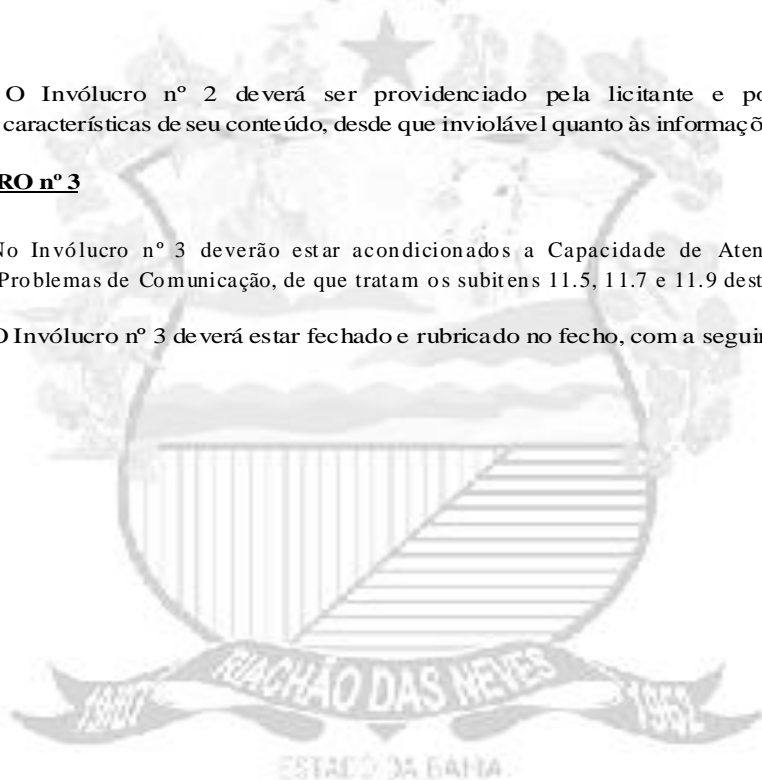 O Invólucro nº 2 deverá ser providenciado pela licitante e po
características de seu conteúdo, desde que inviolável quanto às informaçõ
RO nº 3
No Invólucro nº 3 deverão estar acondicionados a Capacidade de Aten
Problemas de Comunicação, de que tratam os subitens 11.5, 11.7 e 11.9 dest
O Invólucro nº 3 deverá estar fechado e rubricado no fecho, com a seguin
RIACHÃO DAS NEVES
1962
ESTADO DA BAHIA